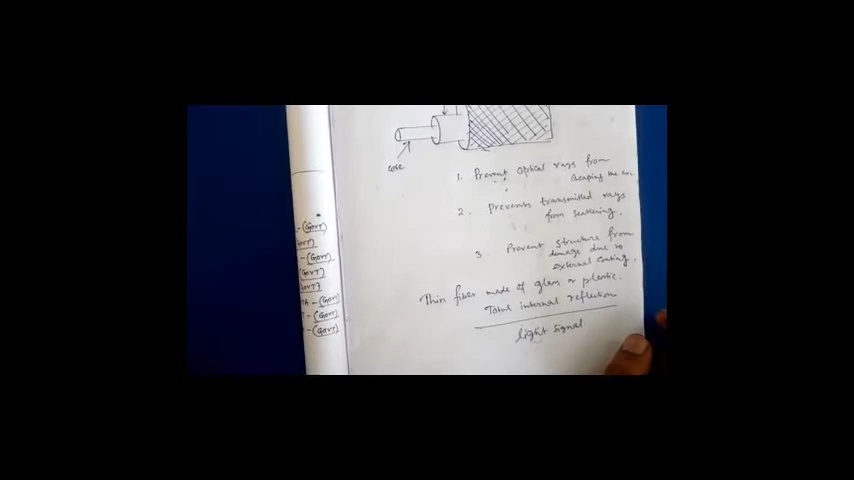 core
1. Prevent optical rays from
escaping the
2. prevents transmitted rays
from scattering.
3. Prevent structure from
damage due to
external coating.
Thin fiber made of glass or plastic.
Total internal reflection
light signal
- (GOVT)
(GOVT)
- (GOVT)
(GOVT)
GOVT)
TA - (GOVT)
- (GOVT)
- (GOVT)